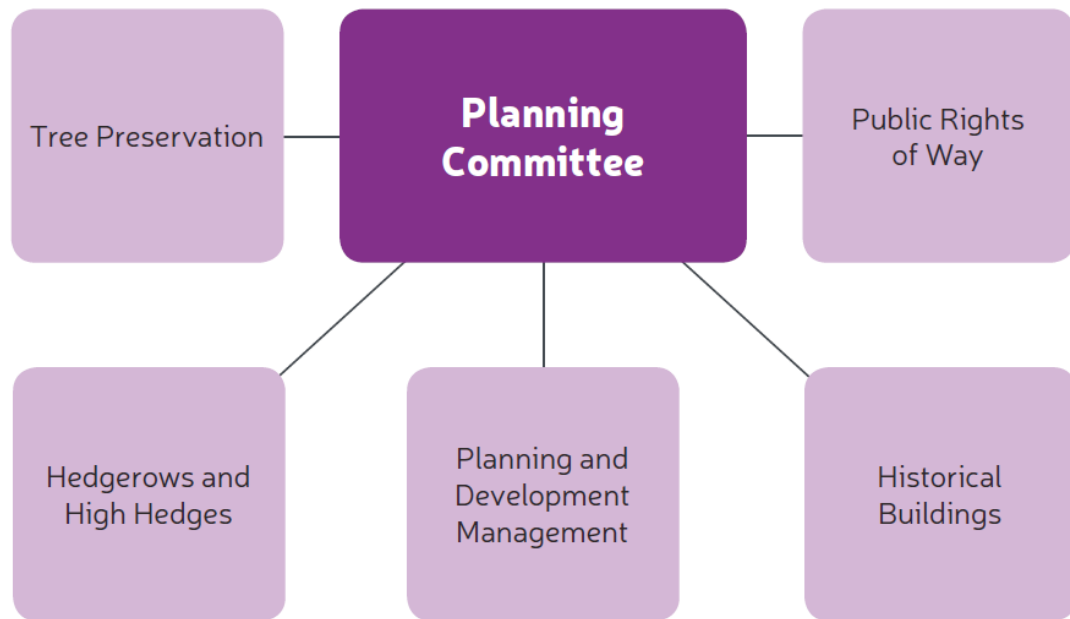 Tree Preservation
Planning
Committee
Public Rights
of Way
Hedgerows and
High Hedges
Planning and
Development
Management
Historical
Buildings